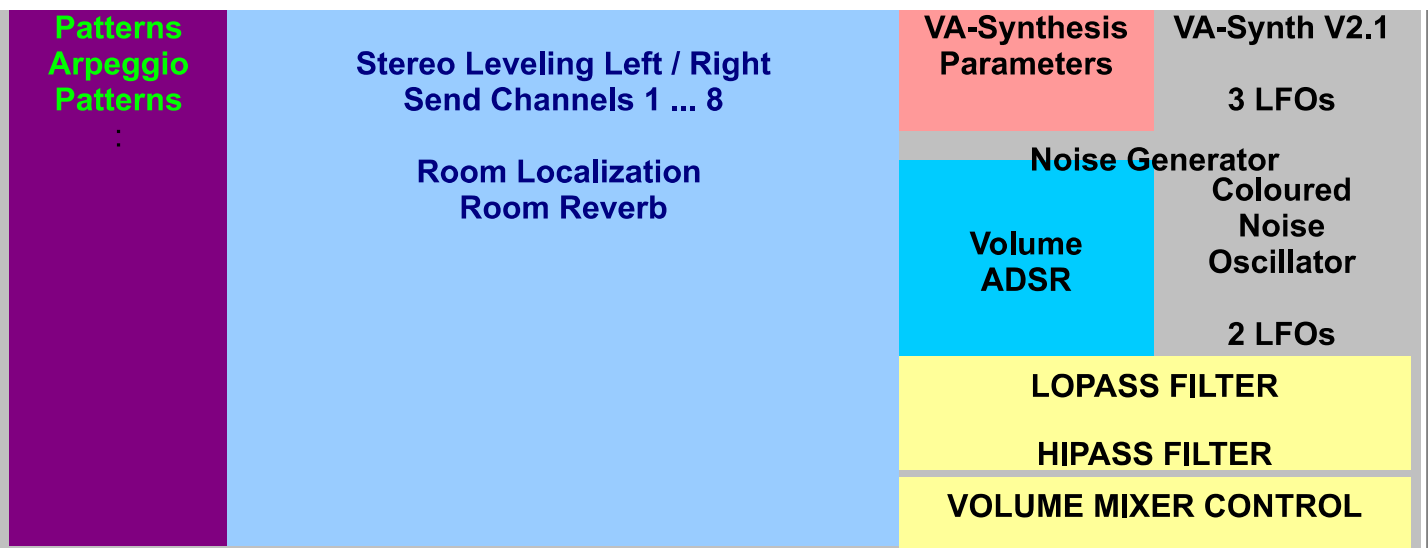 Patterns
Arpeggio
Patterns
:
Stereo Leveling Left / Right
Send Channels 1 ... 8
Room Localization
Room Reverb
VA-Synthesis
Parameters
VA-Synth V2.1
3 LFOs
Noise Generator
Volume
ADSR
Coloured
Noise
Oscillator
2 LFOs
LOPASS FILTER
HIPASS FILTER
VOLUME MIXER CONTROL